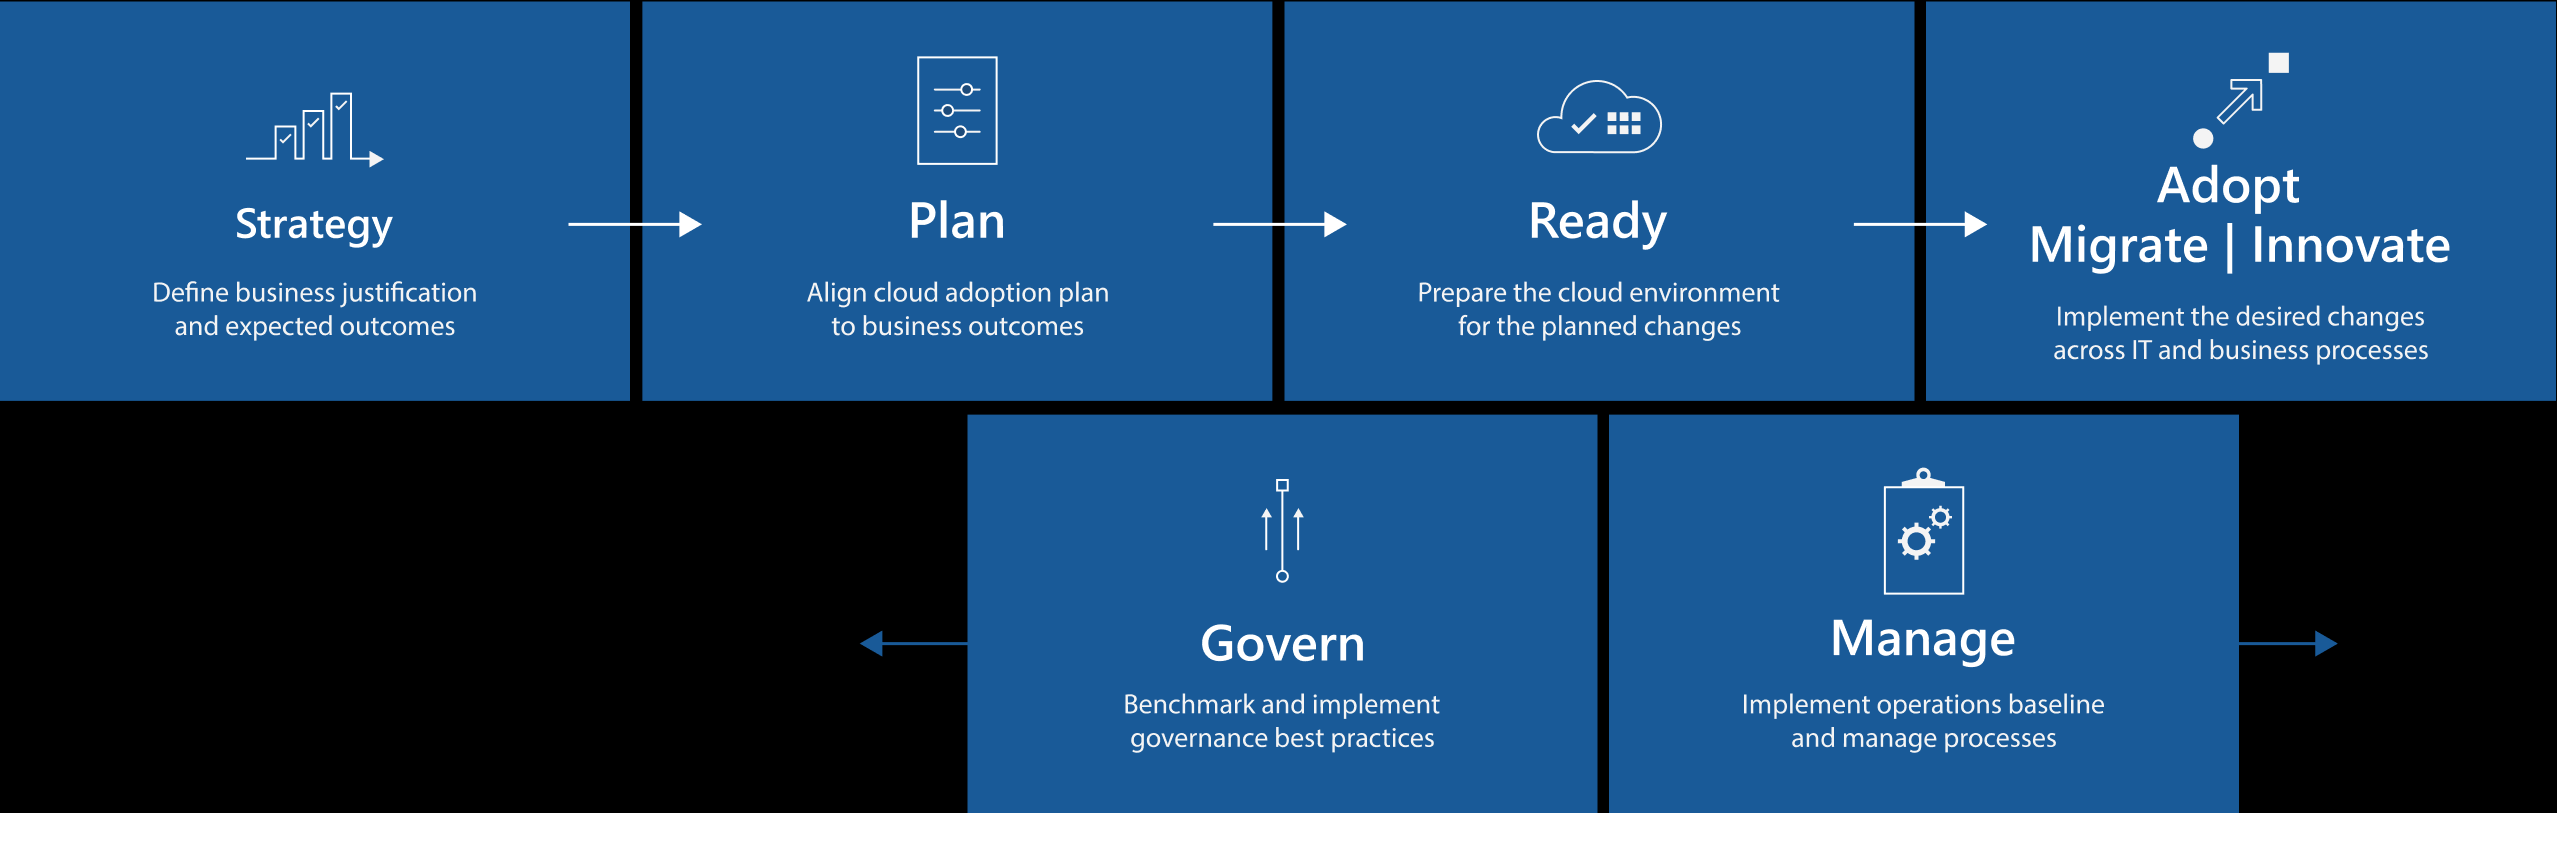 Strategy
Define business justification
and expected outcomes
Plan
Align cloud adoption plan
to business outcomes
Ready
Prepare the cloud environment
for the planned changes
Adopt
Migrate | Innovate
Implement the desired changes
across IT and business processes
Govern
Benchmark and implement
governance best practices
Manage
Implement operations baseline
and manage processes